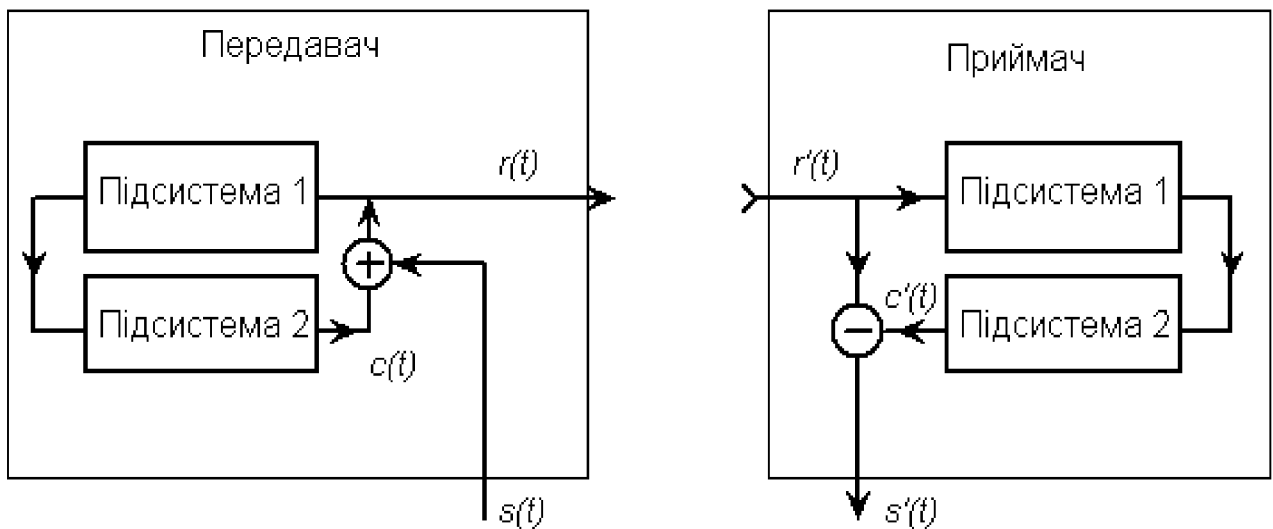 Передавач
Приймач
r(t)
r'(t)
Підсистема 1
Підсистема 1
c'(t)
Підсистема 2
Підсистема 2
c(t)
s(t)
s'(t)